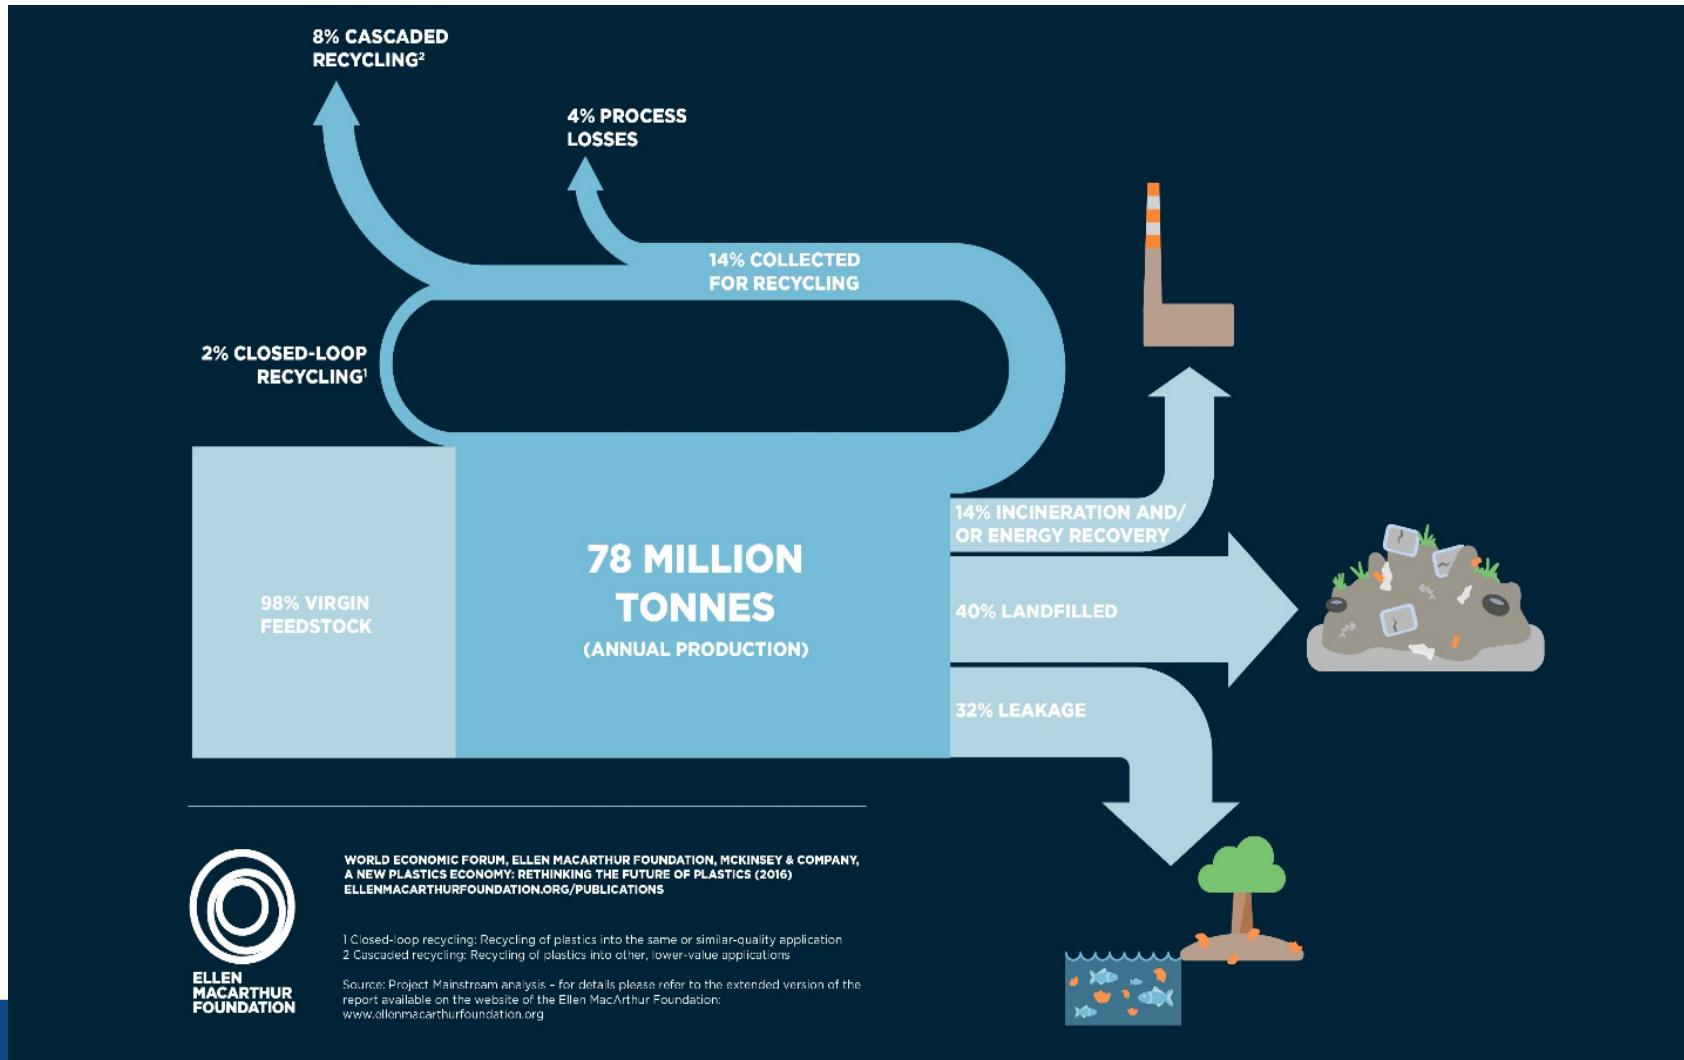 8% CASCADED
RECYCLING²
4% PROCESS
LOSSES
14% COLLECTED
FOR RECYCLING
2% CLOSED-LOOP
RECYCLING¹
98% VIRGIN
FEEDSTOCK
78 MILLION
TONNES
(ANNUAL PRODUCTION)
14% INCINERATION AND/
OR ENERGY RECOVERY
40% LANDFILLED
32% LEAKAGE
ELLEN
MACARTHUR
FOUNDATION
WORLD ECONOMIC FORUM, ELLEN MACARTHUR FOUNDATION, MCKINSEY & COMPANY,
A NEW PLASTICS ECONOMY: RETHINKING THE FUTURE OF PLASTICS (2016)
ELLENMACARTHURFOUNDATION.ORG/PUBLICATIONS
1 Closed-loop recycling: Recycling of plastics into the same or similar-quality application
2 Cascaded recycling: Recycling of plastics into other, lower-value applications
Source: Project Mainstream analysis – for details please refer to the extended version of the
report available on the website of the Ellen MacArthur Foundation:
www.ellenmacarthurfoundation.org